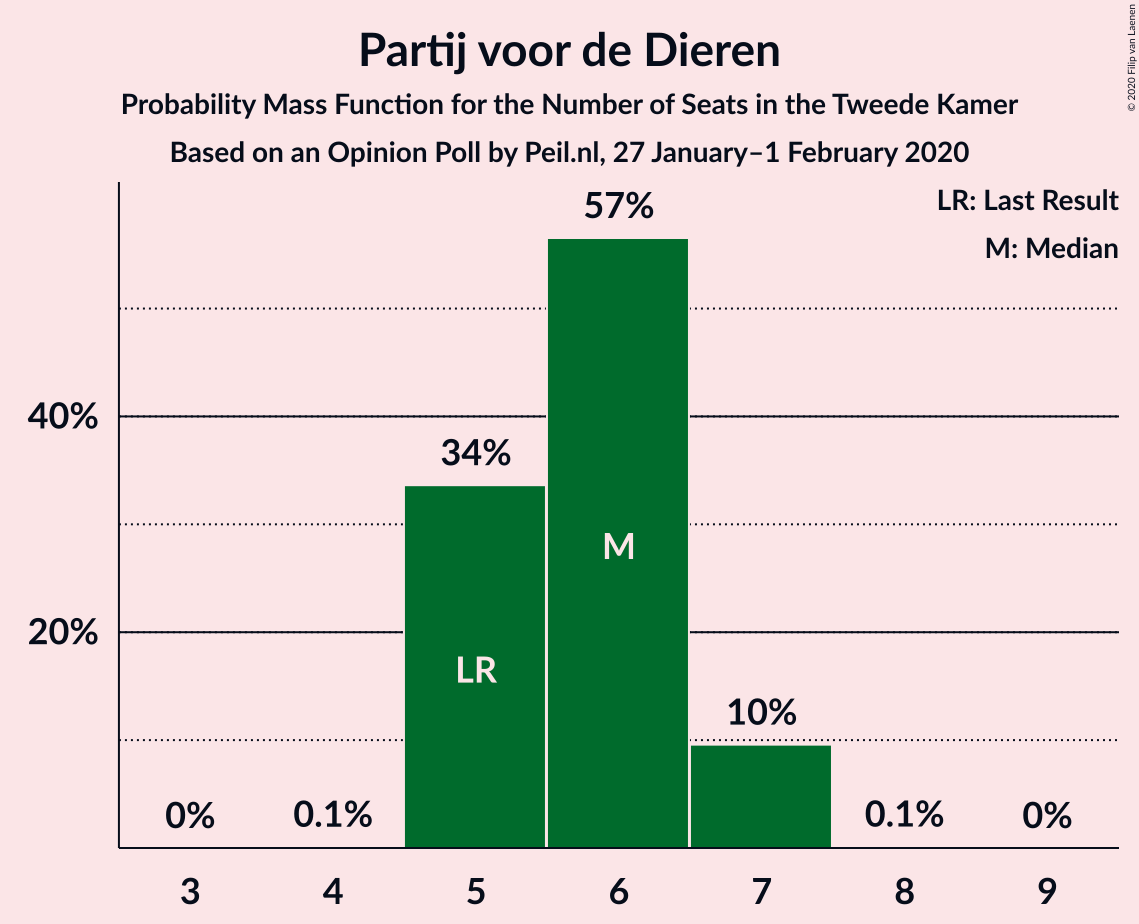 Partij voor de Dieren
Probability Mass Function for the Number of Seats in the Tweede Kamer
Based on an Opinion Poll by Peil.nl, 27 January–1 February 2020
© 2020 Filip van Laenen
LR: Last Result
M: Median
57%
40%
34%
M
20%
LR
10%
0%
0.1%
0.1%
0%
3 4 5 6 7 8 9